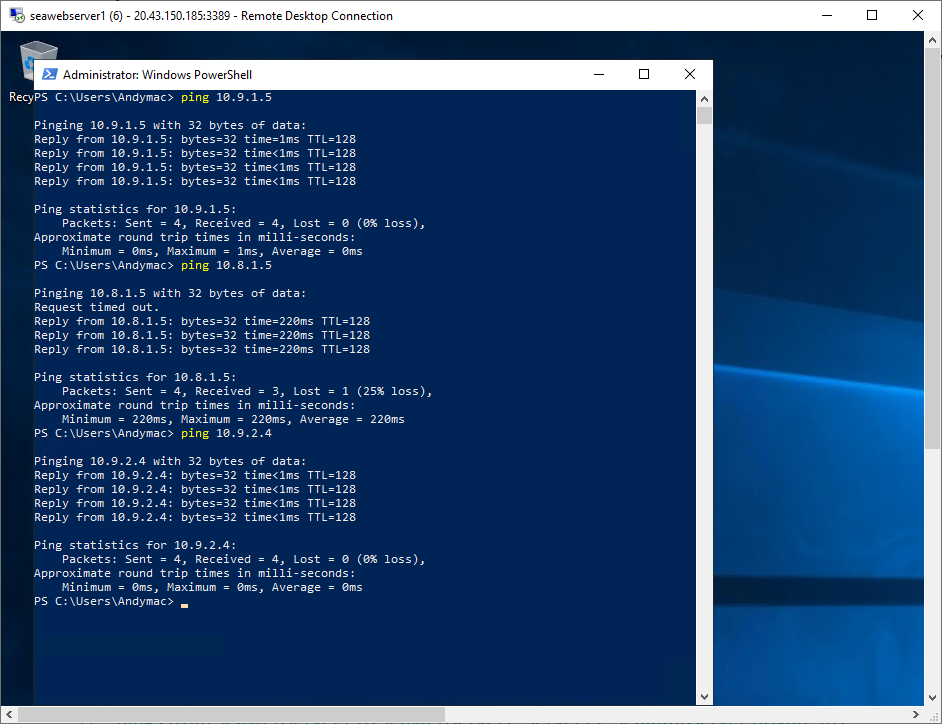 seawebserver1 (6) - 20.43.150.185:3389 - Remote Desktop Connection
Administrator: Windows PowerShell
Recy
PS C:\Users\Andymac> ping 10.9.1.5
Pinging 10.9.1.5 with 32 bytes of data:
Reply from 10.9.1.5: bytes=32 time=1ms TTL=128
Reply from 10.9.1.5: bytes=32 time<1ms TTL=128
Reply from 10.9.1.5: bytes=32 time<1ms TTL=128
Reply from 10.9.1.5: bytes=32 time<1ms TTL=128
Ping statistics for 10.9.1.5:
Packets: Sent = 4, Received = 4, Lost = 0 (0% loss),
Approximate round trip times in milli-seconds:
Minimum = 0ms, Maximum = 1ms, Average = 0ms
PS C:\Users\Andymac> ping 10.8.1.5
Pinging 10.8.1.5 with 32 bytes of data:
Request timed out.
Reply from 10.8.1.5: bytes=32 time=220ms TTL=128
Reply from 10.8.1.5: bytes=32 time=220ms TTL=128
Reply from 10.8.1.5: bytes=32 time=220ms TTL=128
Ping statistics for 10.8.1.5:
Packets: Sent = 4, Received = 3, Lost = 1 (25% loss),
Approximate round trip times in milli-seconds:
Minimum = 220ms, Maximum = 220ms, Average = 220ms
PS C:\Users\Andymac> ping 10.9.2.4
Pinging 10.9.2.4 with 32 bytes of data:
Reply from 10.9.2.4: bytes=32 time<1ms TTL=128
Reply from 10.9.2.4: bytes=32 time<1ms TTL=128
Reply from 10.9.2.4: bytes=32 time<1ms TTL=128
Reply from 10.9.2.4: bytes=32 time<1ms TTL=128
Ping statistics for 10.9.2.4:
Packets: Sent = 4, Received = 4, Lost = 0 (0% loss),
Approximate round trip times in milli-seconds:
Minimum = 0ms, Maximum = 0ms, Average = 0ms
PS C:\Users\Andymac>